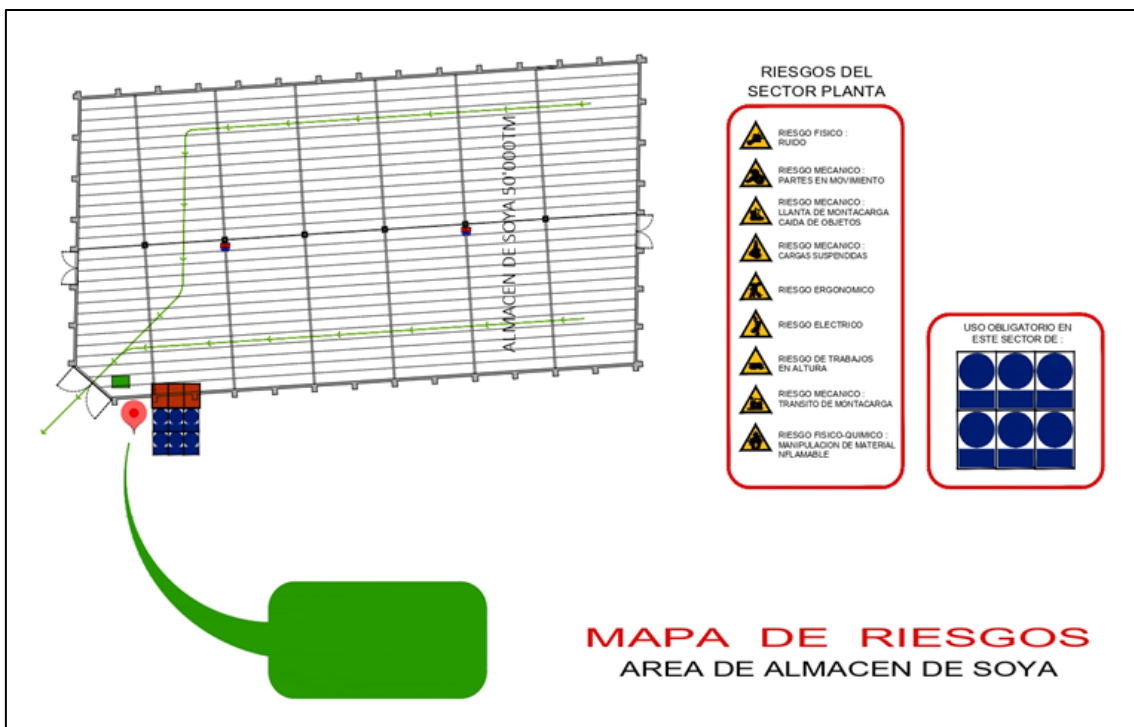 RIESGOS DEL
SECTOR PLANTA
RIESGO FISICO :
RUIDO
RIESGO MECANICO :
PARTES EN MOVIMIENTO
RIESGO MECANICO :
LLANTA DE MONTACARGA
CAIDA DE OBJETOS
RIESGO MECANICO :
CARGAS SUSPENDIDAS
RIESGO ERGONOMICO
RIESGO ELECTRICO
RIESGO DE TRABAJOS
EN ALTURA
RIESGO MECANICO :
TRANSITO DE MONTACARGA
RIESGO FISICO-QUIMICO :
MANIPULACION DE MATERIAL
NFLAMABLE
USO OBLIGATORIO EN
ESTE SECTOR DE :
ALMACEN DE SOYA 50'000TM
MAPA DE RIESGOS
AREA DE ALMACEN DE SOYA